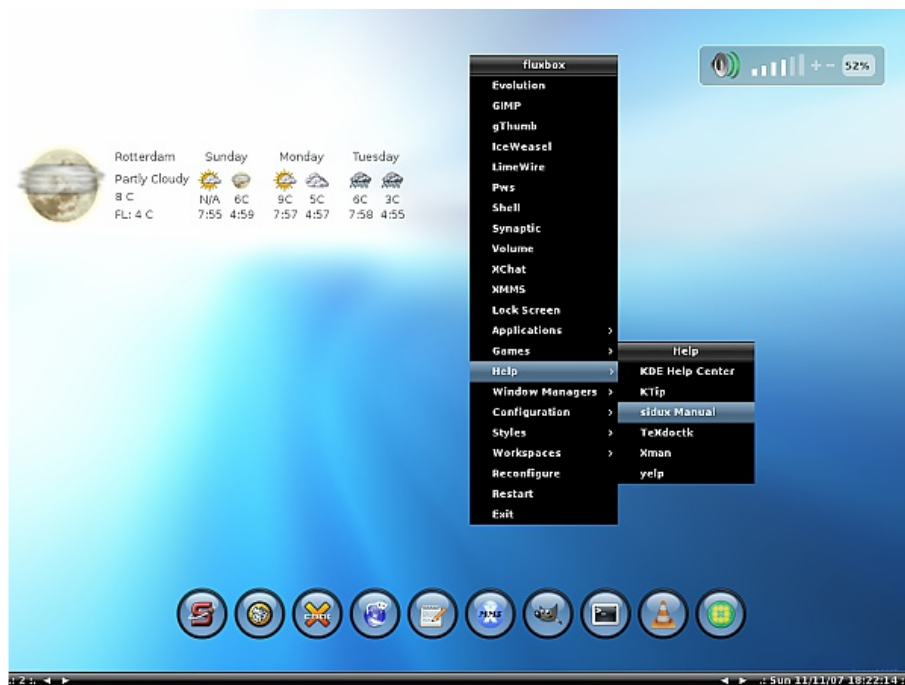 fluxbox
Evolution
GIMP
gThumb
IceWeasel
LimeWire
Pws
Shell
Synaptic
Volume
XChat
XMMS
Lock Screen
Applications >
Games >
Help >
Window Managers >
Configuration >
Styles >
Workspaces >
Reconfigure
Restart
Exit
Help
KDE Help Center
KTip
sidux Manual
TeXdoctk
Xman
yelp
+ - 52%
Rotterdam Sunday Monday Tuesday
Partly Cloudy
8 C N/A 6C 9C 5C 6C 3C
FL: 4 C 7:55 4:59 7:57 4:57 7:58 4:55
.: 2 :. .: Sun 11/11/07 18:22:14 :